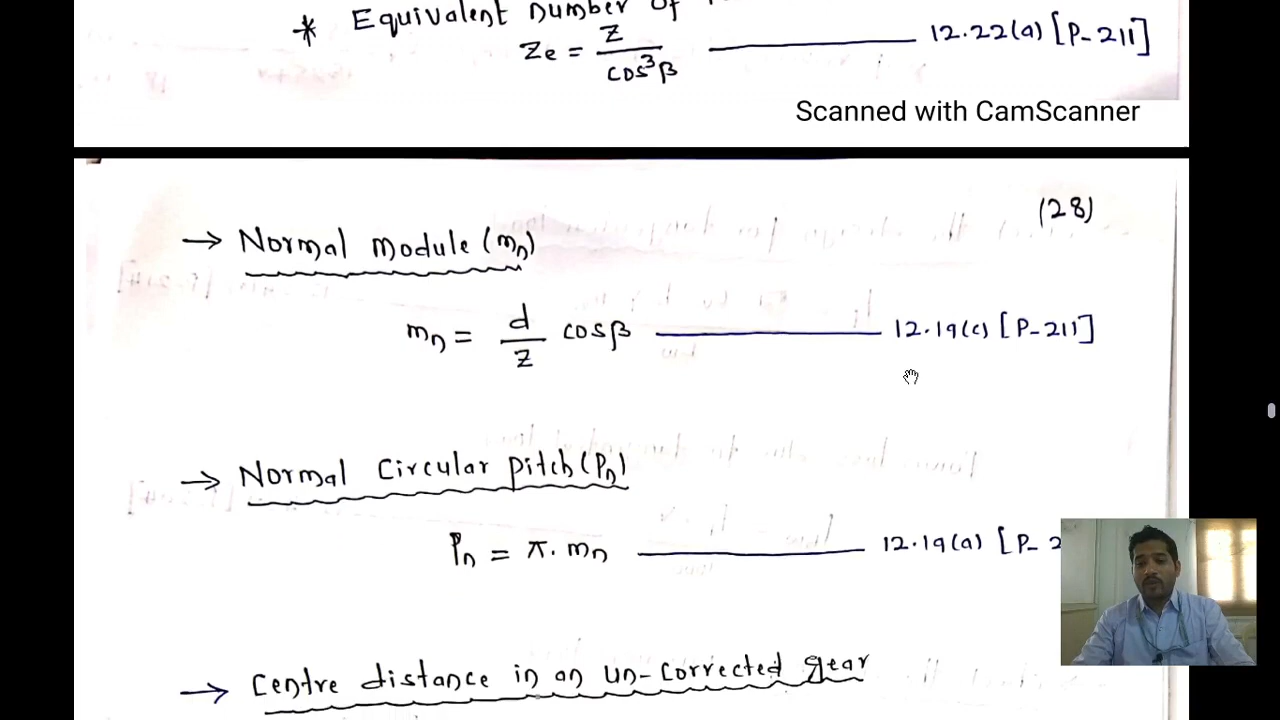 * Equivalent number of
Ze = Z / cos³β ——— 12.22(a) [P-211]
Scanned with CamScanner
(28)
→ Normal module (mn)
mn = d / Z cosβ ——— 12.19(c) [P-211]
→ Normal Circular pitch (Pn)
Pn = π. mn ——— 12.19(a) [P-2
→ Centre distance in an un-corrected gear